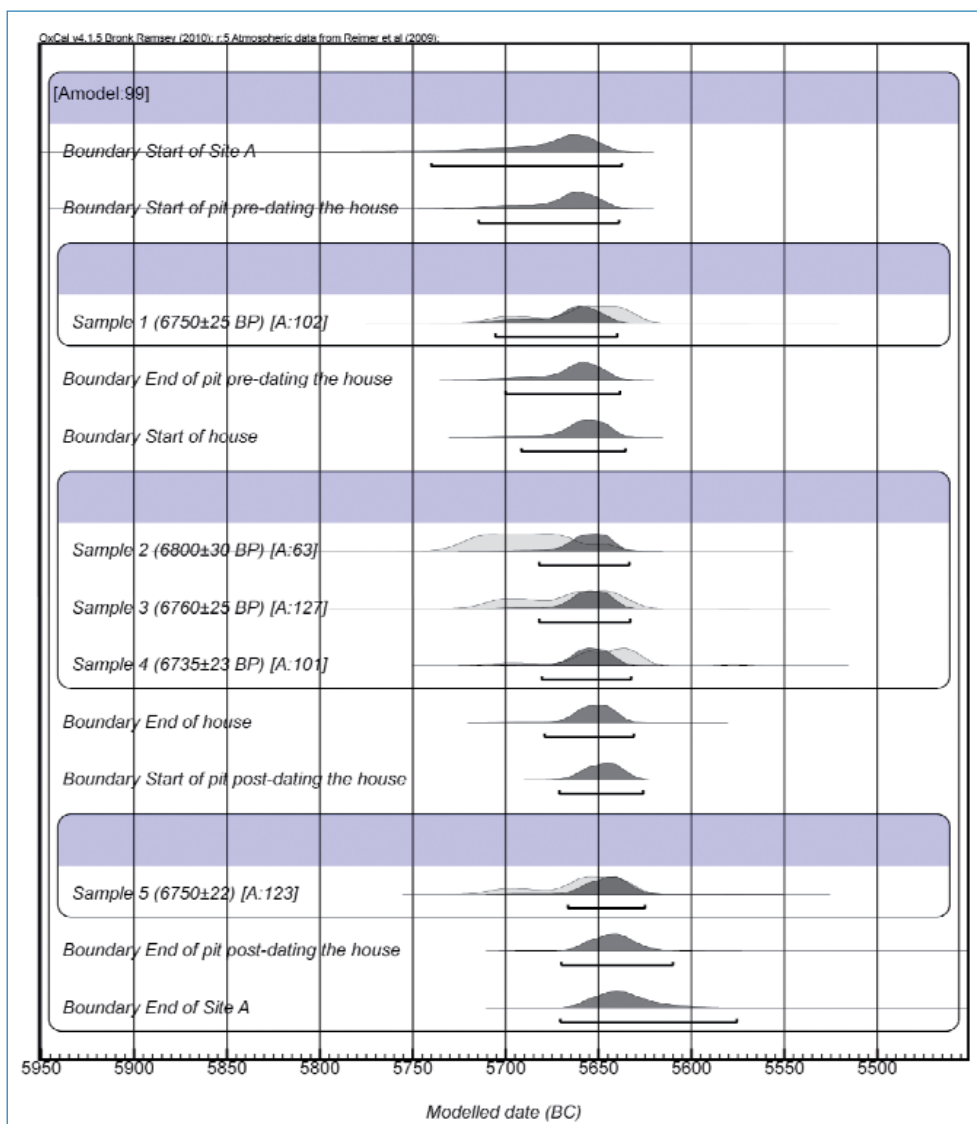 OxCal v4.1.5 Bronk Ramsey (2010); r:5 Atmospheric data from Reimer et al (2009);
[Amodel:99]
Boundary Start of Site A
Boundary Start of pit pre-dating the house
Sample 1 (6750±25 BP) [A:102]
Boundary End of pit pre-dating the house
Boundary Start of house
Sample 2 (6800±30 BP) [A:63]
Sample 3 (6760±25 BP) [A:127]
Sample 4 (6735±23 BP) [A:101]
Boundary End of house
Boundary Start of pit post-dating the house
Sample 5 (6750±22) [A:123]
Boundary End of pit post-dating the house
Boundary End of Site A
5950 5900 5850 5800 5750 5700 5650 5600 5550 5500
Modelled date (BC)